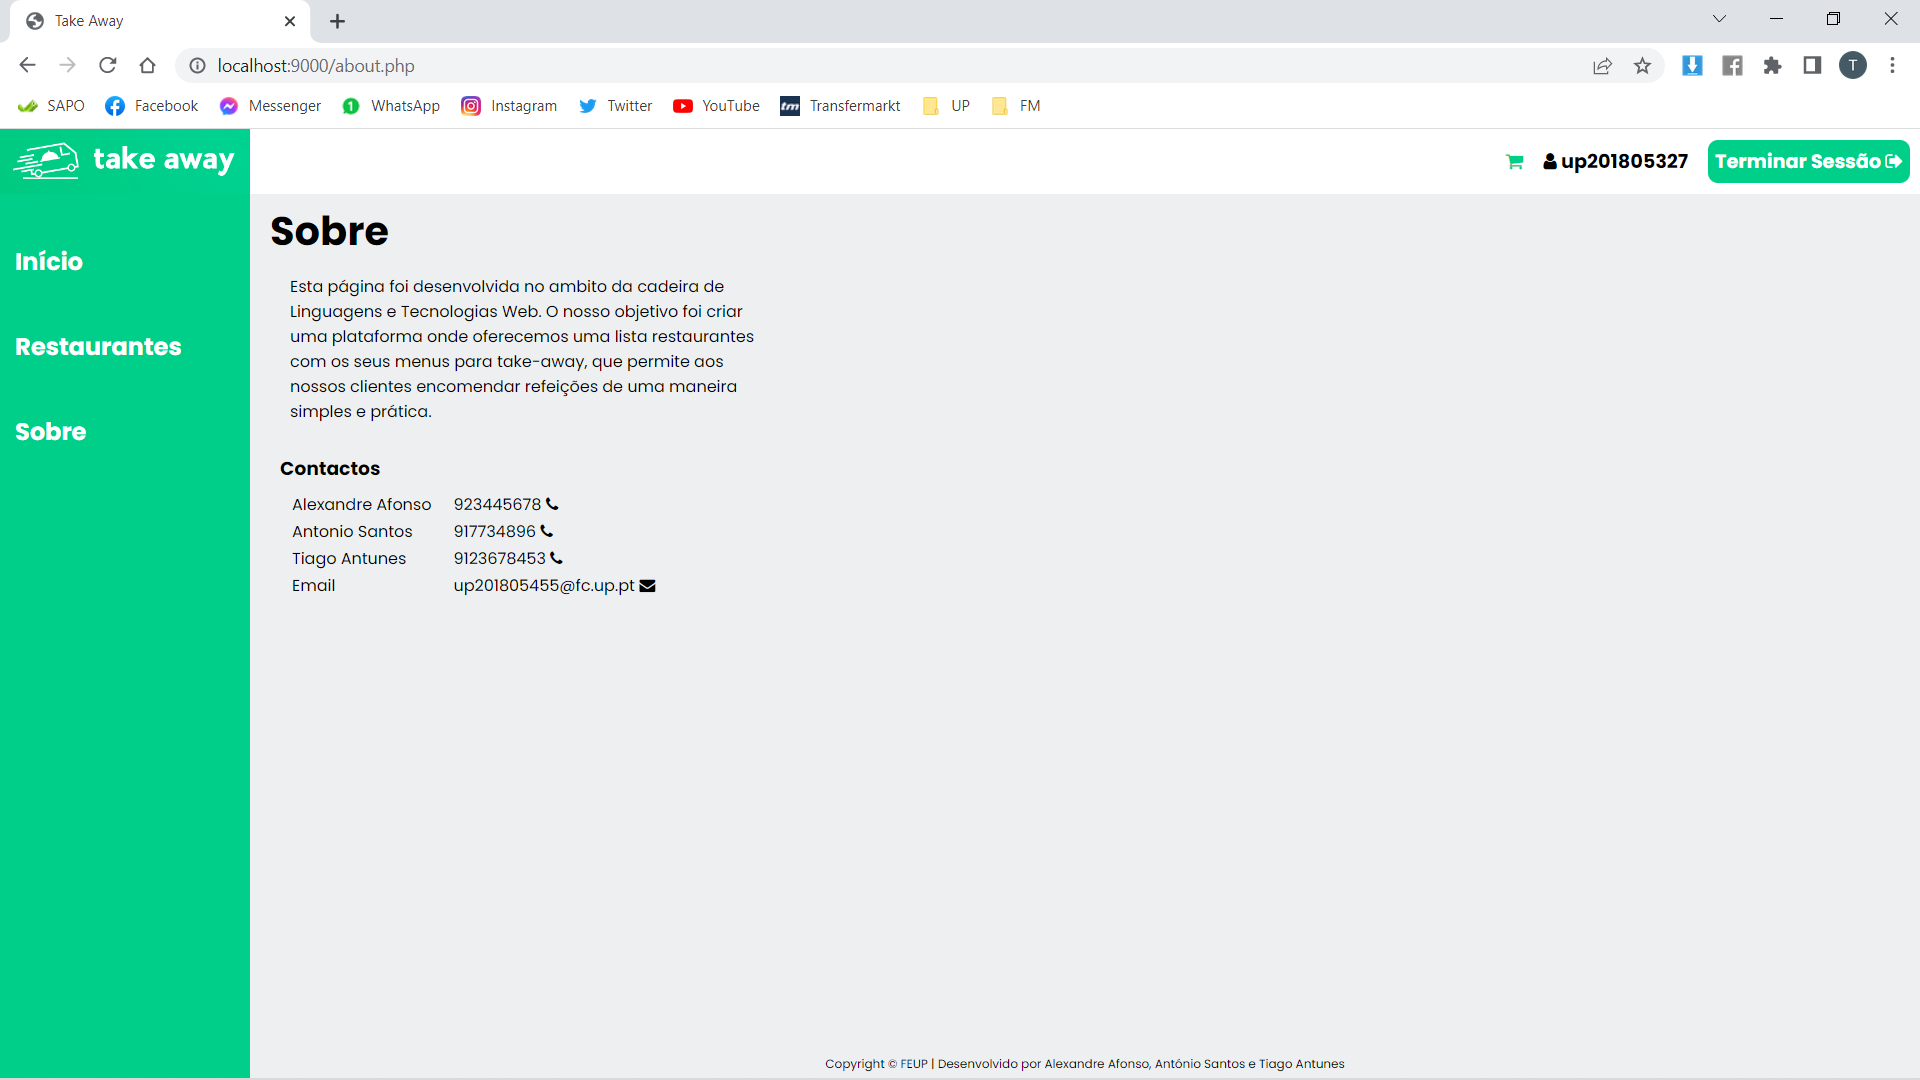 Take Away
localhost:9000/about.php
T
SAPO Facebook Messenger WhatsApp Instagram Twitter YouTube tm Transfermarkt UP FM
take away
up201805327 Terminar Sessão
Início
Restaurantes
Sobre
Sobre
Esta página foi desenvolvida no ambito da cadeira de
Linguagens e Tecnologias Web. O nosso objetivo foi criar
uma plataforma onde oferecemos uma lista restaurantes
com os seus menus para take-away, que permite aos
nossos clientes encomendar refeições de uma maneira
simples e prática.
Contactos
Alexandre Afonso 923445678
Antonio Santos 917734896
Tiago Antunes 9123678453
Email up201805455@fc.up.pt
Copyright © FEUP | Desenvolvido por Alexandre Afonso, António Santos e Tiago Antunes